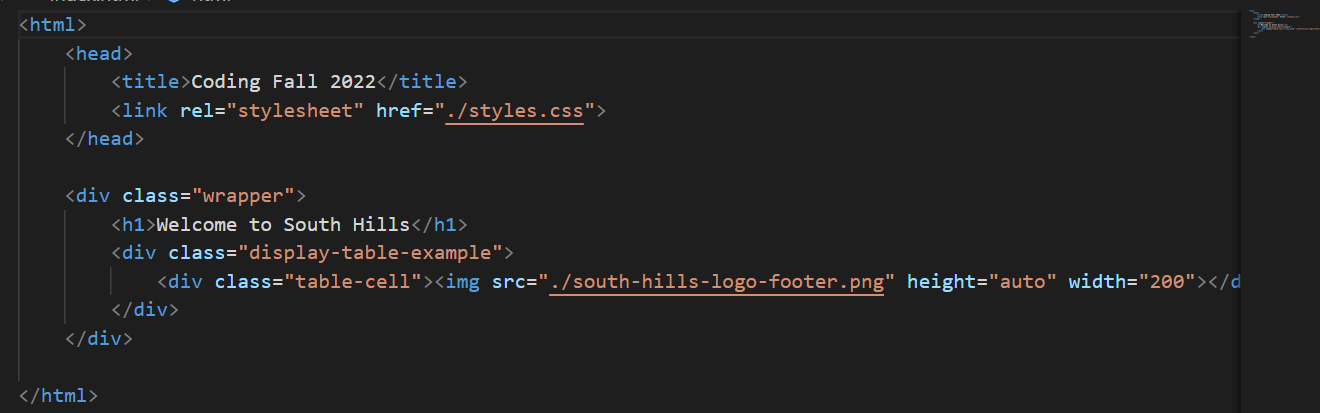 <html>
<head>
<title>Coding Fall 2022</title>
<link rel="stylesheet" href="./styles.css">
</head>
<div class="wrapper">
<h1>Welcome to South Hills</h1>
<div class="display-table-example">
<div class="table-cell"><img src="./south-hills-logo-footer.png" height="auto" width="200"></d
</div>
</div>
</html>